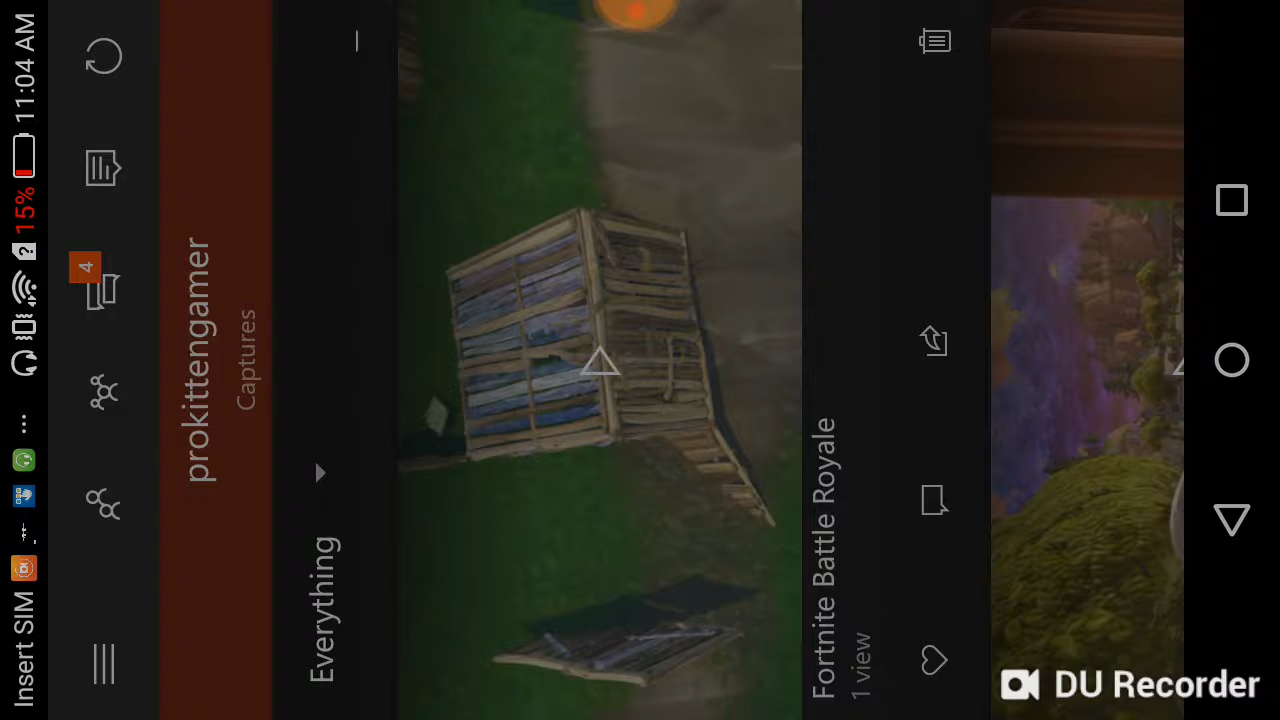 Insert SIM 15% 11:04 AM
4
prokittengamer
Captures
Everything
Fortnite Battle Royale
1 view
DU Recorder